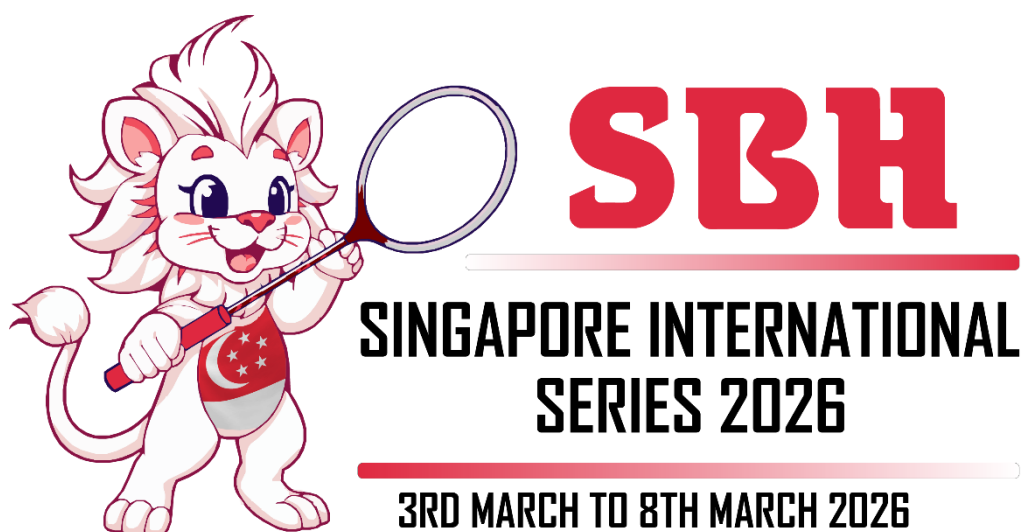 SBH
SINGAPORE INTERNATIONAL
SERIES 2026
3RD MARCH TO 8TH MARCH 2026